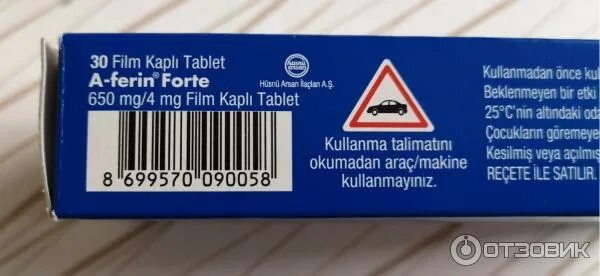 30 Film Kaplı Tablet
A-ferin® Forte
650 mg/4 mg Film Kaplı Tablet
hüsnü arsan
Hüsnü Arsan İlaçları A.Ş.
8 699570 090058
Kullanma talimatını
okumadan araç/makine
kullanmayınız.
Kullanmadan önce kul
Beklenmeyen bir etki
25°C'nin altındaki oda
Çocukların göremeye
Kesilmiş veya açılmış
REÇETE İLE SATILIR.
ОТЗОВИК